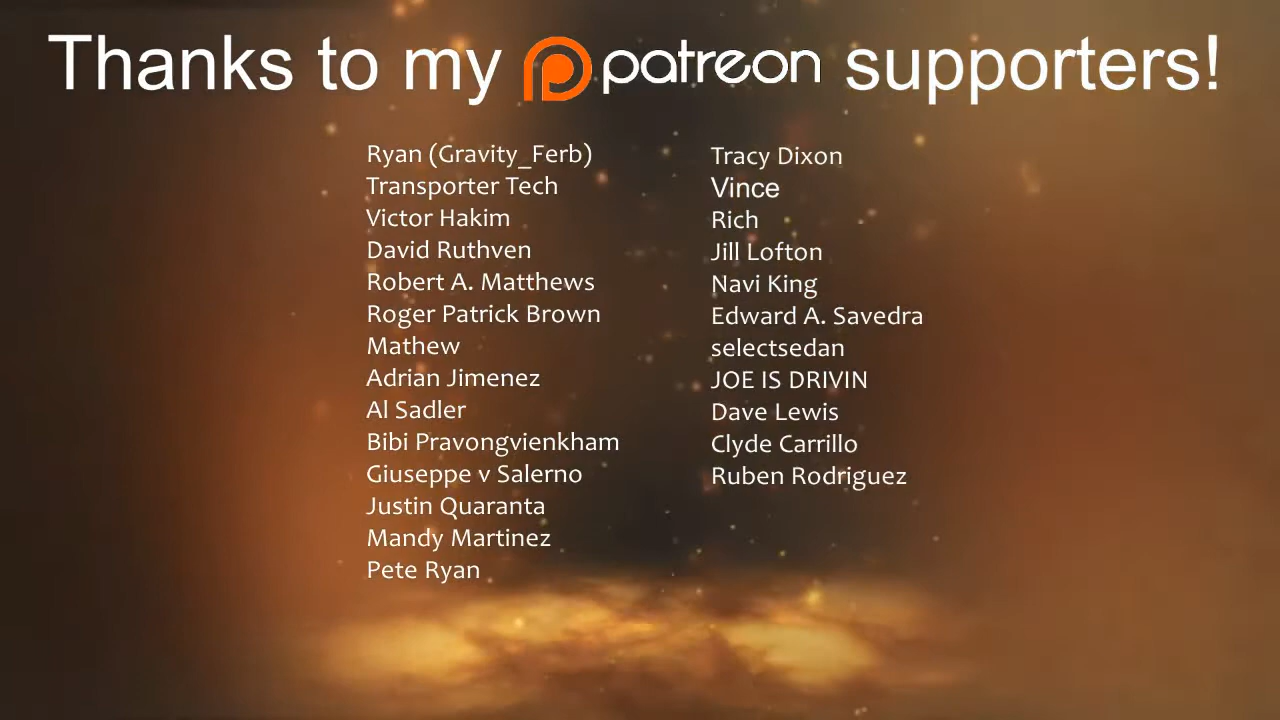 Thanks to my patreon supporters!
Ryan (Gravity_Ferb)
Transporter Tech
Victor Hakim
David Ruthven
Robert A. Matthews
Roger Patrick Brown
Mathew
Adrian Jimenez
Al Sadler
Bibi Pravongvienkham
Giuseppe v Salerno
Justin Quaranta
Mandy Martinez
Pete Ryan
Tracy Dixon
Vince
Rich
Jill Lofton
Navi King
Edward A. Savedra
selectsedan
JOE IS DRIVIN
Dave Lewis
Clyde Carrillo
Ruben Rodriguez